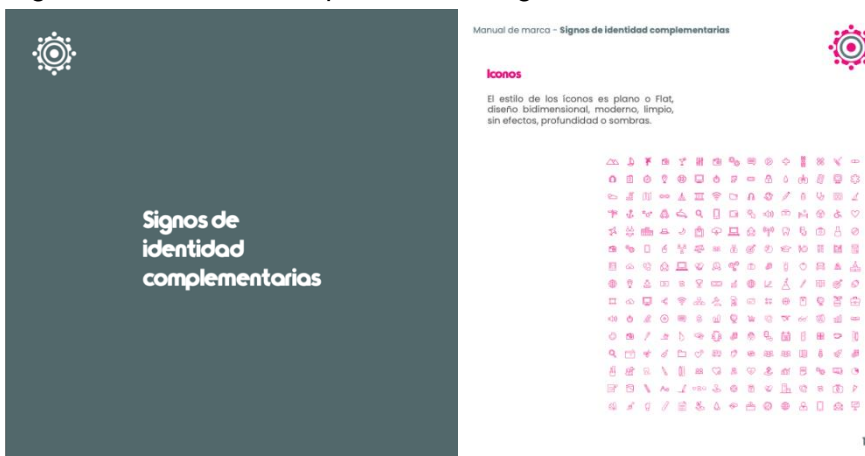 Signos de
identidad
complementarias
Manual de marca - Signos de identidad complementarias
Iconos
El estilo de los íconos es plano o Flat,
diseño bidimensional, moderno, limpio,
sin efectos, profundidad o sombras.